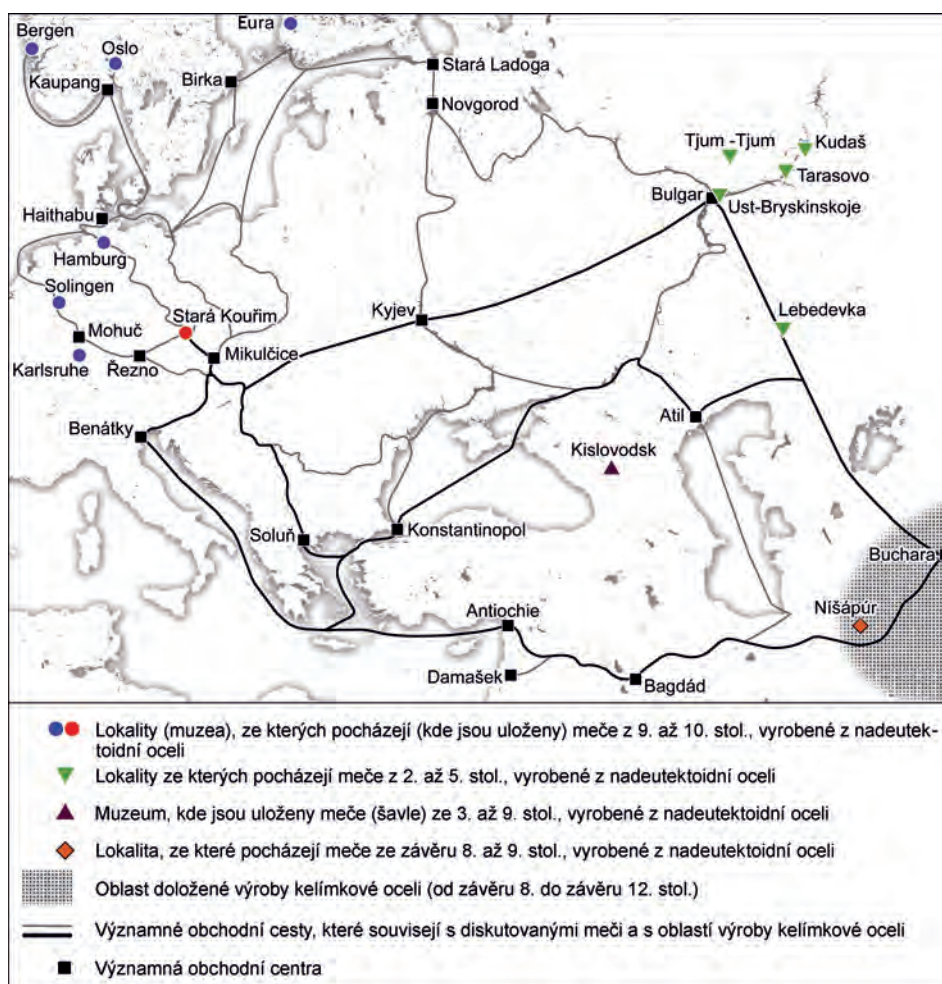 Bergen
Eura
Oslo
Kaupang
Birka
Stará Ladoga
Novgorod
Tjum -Tjum
Kudaš
Tarasovo
Bulgar
Ust-Bryskinskoje
Haithabu
Hamburg
Solingen
Stará Kouřim
Kyjev
Lebedevka
Mohuč
Mikulčice
Karlsruhe
Řezno
Benátky
Atil
Kislovodsk
Soluň
Konstantinopol
Buchara
Antiochie
Níšápúr
Damašek
Bagdád
Lokality (muzea), ze kterých pocházejí (kde jsou uloženy) meče z 9. až 10. stol., vyrobené z nadeutek-
toidní oceli
Lokality ze kterých pocházejí meče z 2. až 5. stol., vyrobené z nadeutektoidní oceli
Muzeum, kde jsou uloženy meče (šavle) ze 3. až 9. stol., vyrobené z nadeutektoidní oceli
Lokalita, ze které pocházejí meče ze závěru 8. až 9. stol., vyrobené z nadeutektoidní oceli
Oblast doložené výroby kelímkové oceli (od závěru 8. do závěru 12. stol.)
Významné obchodní cesty, které souvisejí s diskutovanými meči a s oblastí výroby kelímkové oceli
Významná obchodní centra